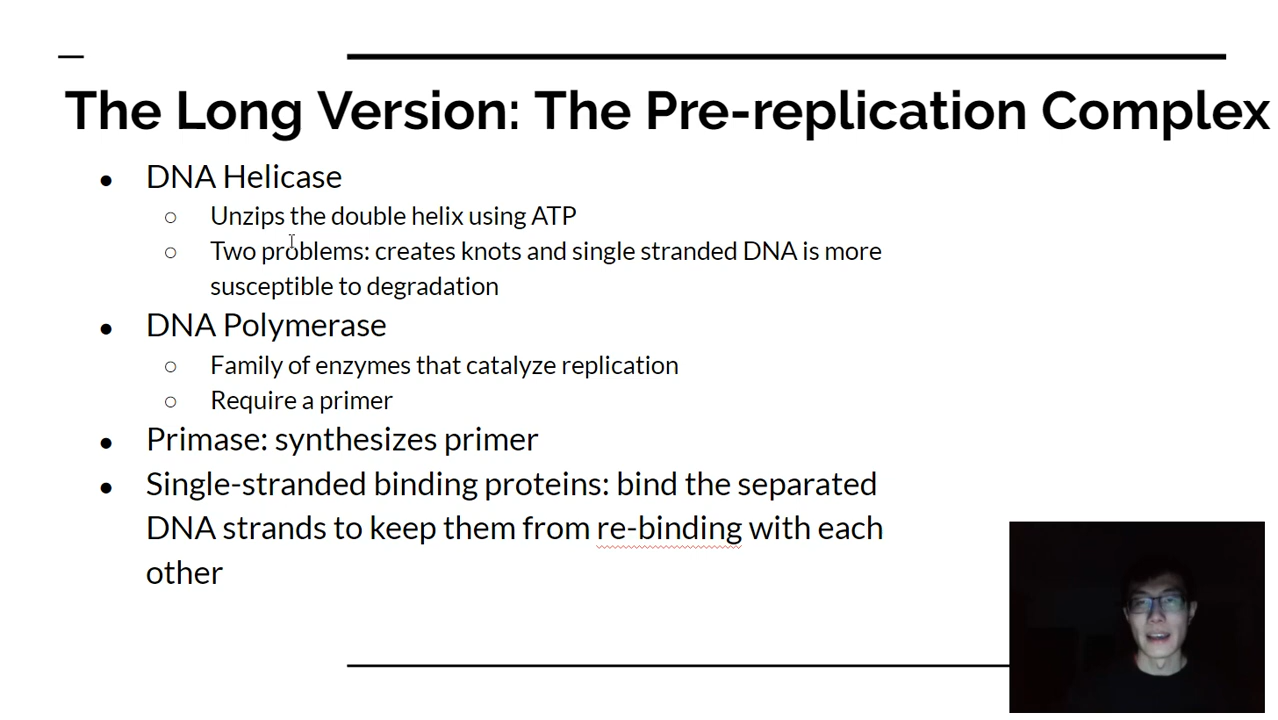 The Long Version: The Pre-replication Complex
● DNA Helicase
○ Unzips the double helix using ATP
○ Two problems: creates knots and single stranded DNA is more
susceptible to degradation
● DNA Polymerase
○ Family of enzymes that catalyze replication
○ Require a primer
● Primase: synthesizes primer
● Single-stranded binding proteins: bind the separated
DNA strands to keep them from re-binding with each
other